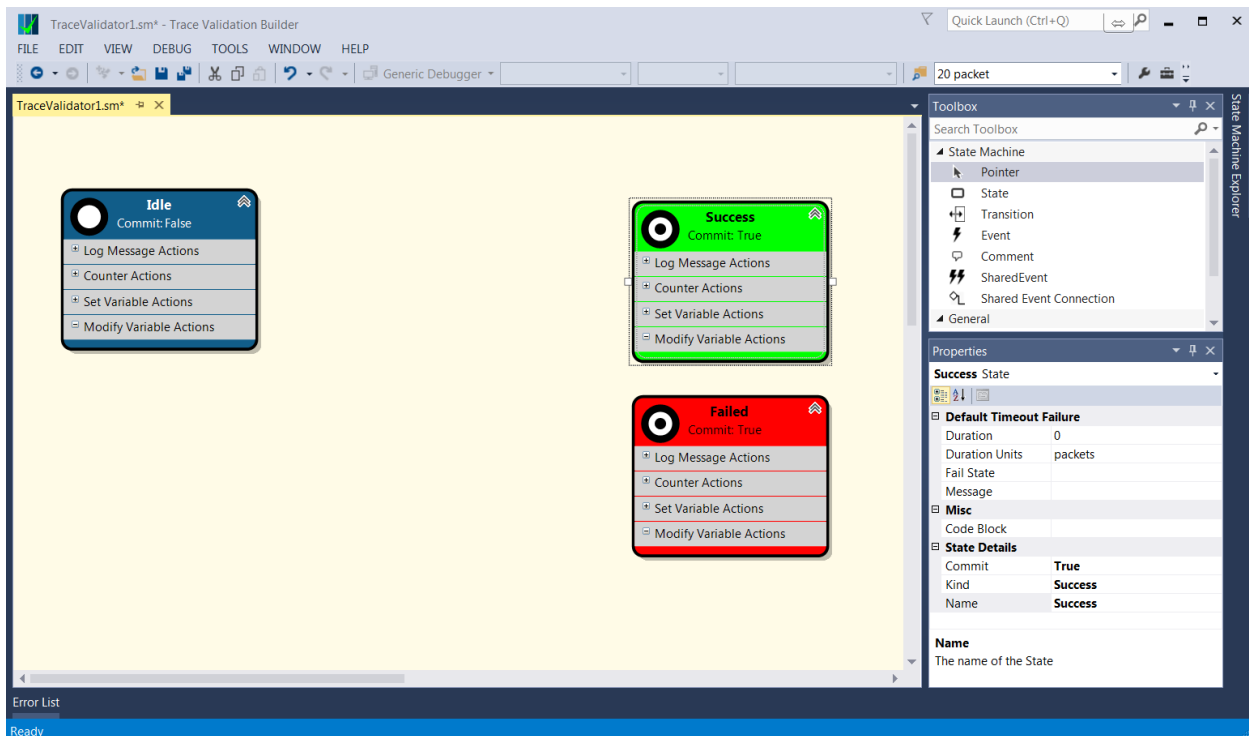 TraceValidator1.sm* - Trace Validation Builder
Quick Launch (Ctrl+Q)
FILE EDIT VIEW DEBUG TOOLS WINDOW HELP
Generic Debugger
20 packet
TraceValidator1.sm*
Idle
Commit: False
Log Message Actions
Counter Actions
Set Variable Actions
Modify Variable Actions
Success
Commit: True
Log Message Actions
Counter Actions
Set Variable Actions
Modify Variable Actions
Failed
Commit: True
Log Message Actions
Counter Actions
Set Variable Actions
Modify Variable Actions
Toolbox
Search Toolbox
State Machine
Pointer
State
Transition
Event
Comment
SharedEvent
Shared Event Connection
General
Properties
Success State
Default Timeout Failure
Duration 0
Duration Units packets
Fail State
Message
Misc
Code Block
State Details
Commit True
Kind Success
Name Success
Name
The name of the State
State Machine Explorer
Error List
Ready